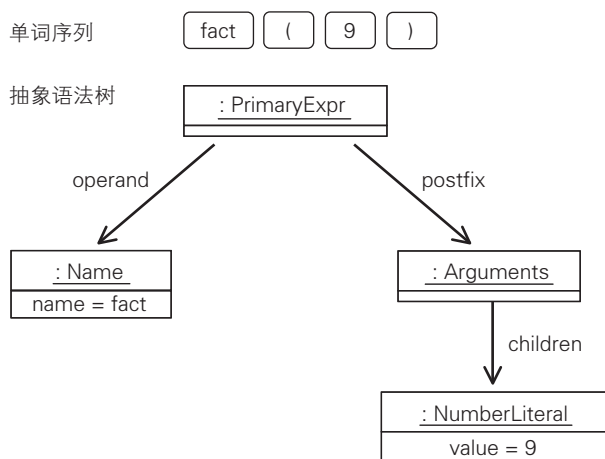 单词序列 fact ( 9 )
抽象语法树
: PrimaryExpr
operand postfix
: Name : Arguments
name = fact
children
: NumberLiteral
value = 9